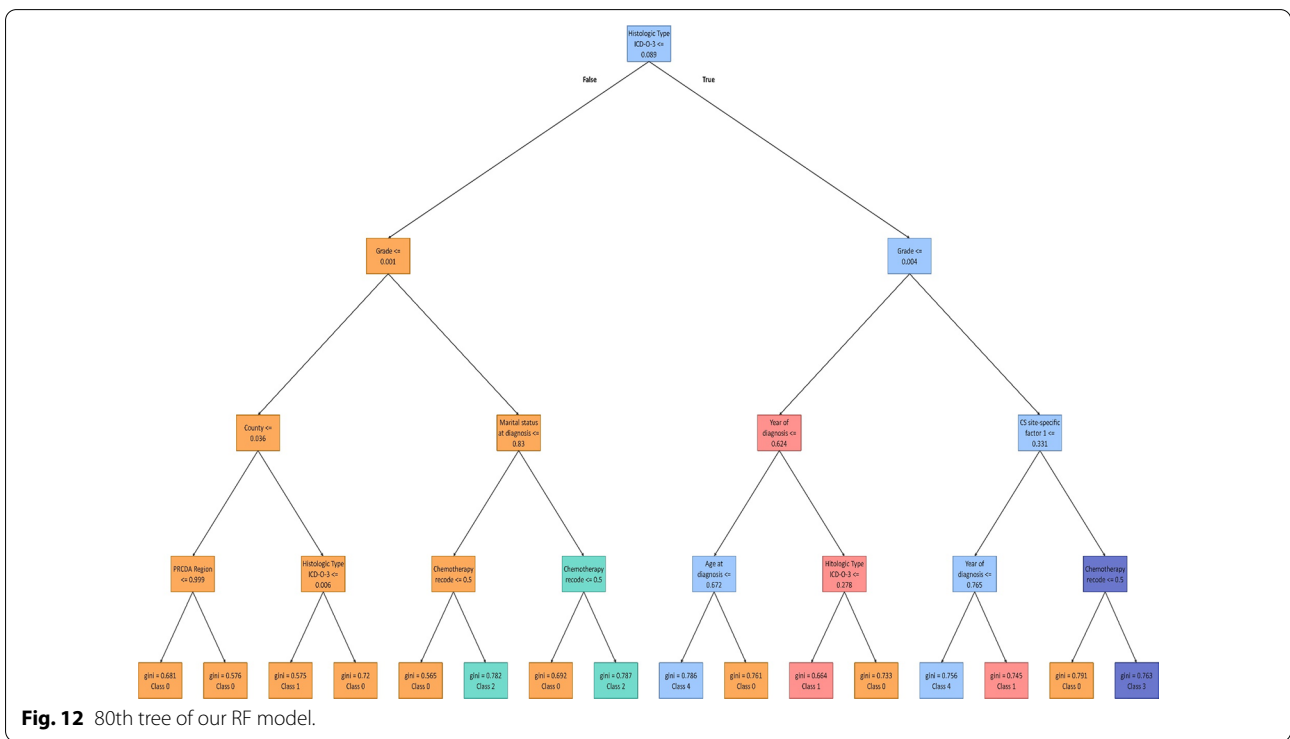 Histologic Type
ICD-O-3 <=
0.089
False
True
Grade <=
0.001
Grade <=
0.004
County <=
0.036
Marital status
at diagnosis <=
0.83
Year of
diagnosis <=
0.624
CS site-specific
factor 1 <=
0.331
PRCDA Region
<= 0.999
Histologic Type
ICD-O-3 <=
0.006
Chemotherapy
recode <= 0.5
Chemotherapy
recode <= 0.5
Age at
diagnosis <=
0.672
Hitologic Type
ICD-O-3 <=
0.278
Year of
diagnosis <=
0.765
Chemotherapy
recode <= 0.5
gini = 0.681
Class 0
gini = 0.576
Class 0
gini = 0.575
Class 1
gini = 0.72
Class 0
gini = 0.565
Class 0
gini = 0.782
Class 2
gini = 0.692
Class 0
gini = 0.787
Class 2
gini = 0.786
Class 4
gini = 0.761
Class 0
gini = 0.664
Class 1
gini = 0.733
Class 0
gini = 0.756
Class 4
gini = 0.745
Class 1
gini = 0.791
Class 0
gini = 0.763
Class 3
Fig. 12 80th tree of our RF model.